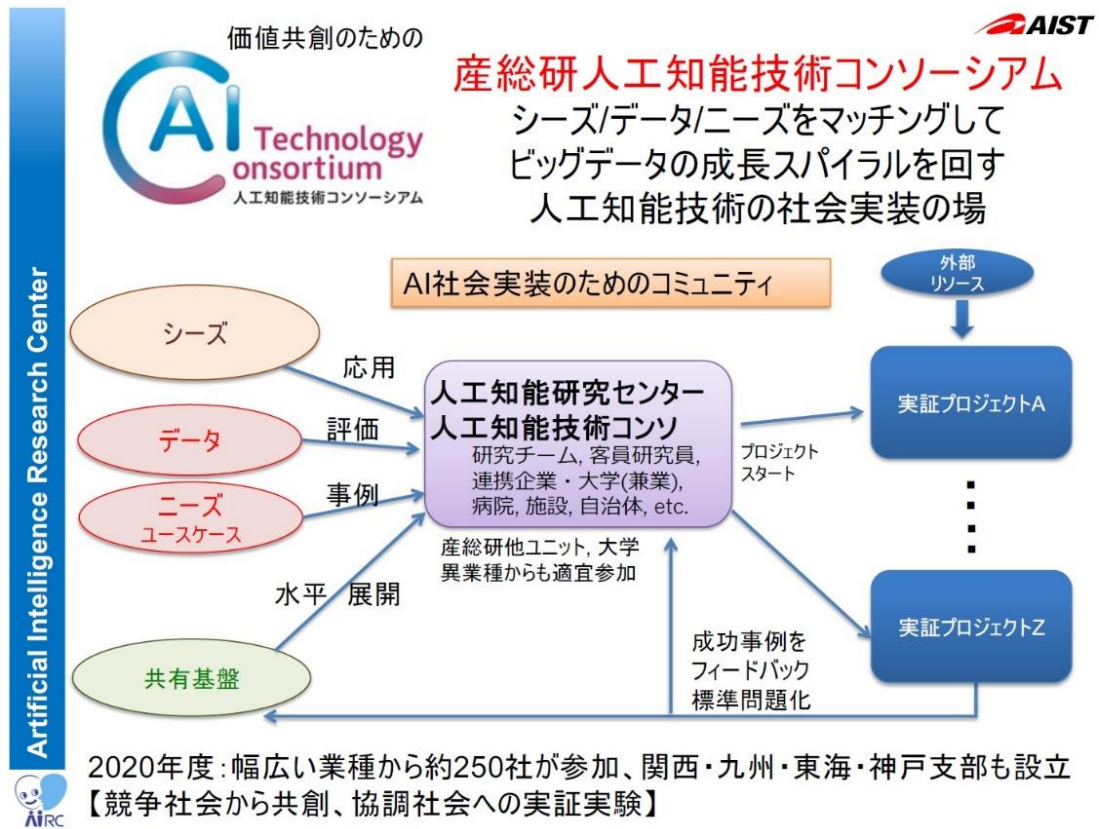 Artificial Intelligence Research Center
AIRC
価値共創のための
AI Technology
Consortium
人工知能技術コンソーシアム
AIST
産総研人工知能技術コンソーシアム
シーズ/データ/ニーズをマッチングして
ビッグデータの成長スパイラルを回す
人工知能技術の社会実装の場
AI社会実装のためのコミュニティ
外部
リソース
シーズ
応用
データ
評価
ニーズ
ユースケース
事例
水平 展開
共有基盤
人工知能研究センター
人工知能技術コンソ
研究チーム, 客員研究員,
連携企業・大学(兼業),
病院, 施設, 自治体, etc.
産総研他ユニット, 大学
異業種からも適宜参加
プロジェクト
スタート
実証プロジェクトA
実証プロジェクトZ
成功事例を
フィードバック
標準問題化
2020年度：幅広い業種から約250社が参加、関西・九州・東海・神戸支部も設立
【競争社会から共創、協調社会への実証実験】